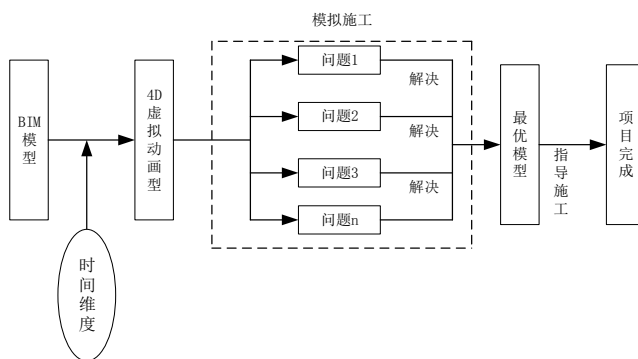 模拟施工
BIM
模型
4D
虚拟动画型
问题1
解决
问题2
解决
问题3
解决
问题n
最优模型
指导施工
项目完成
时间维度